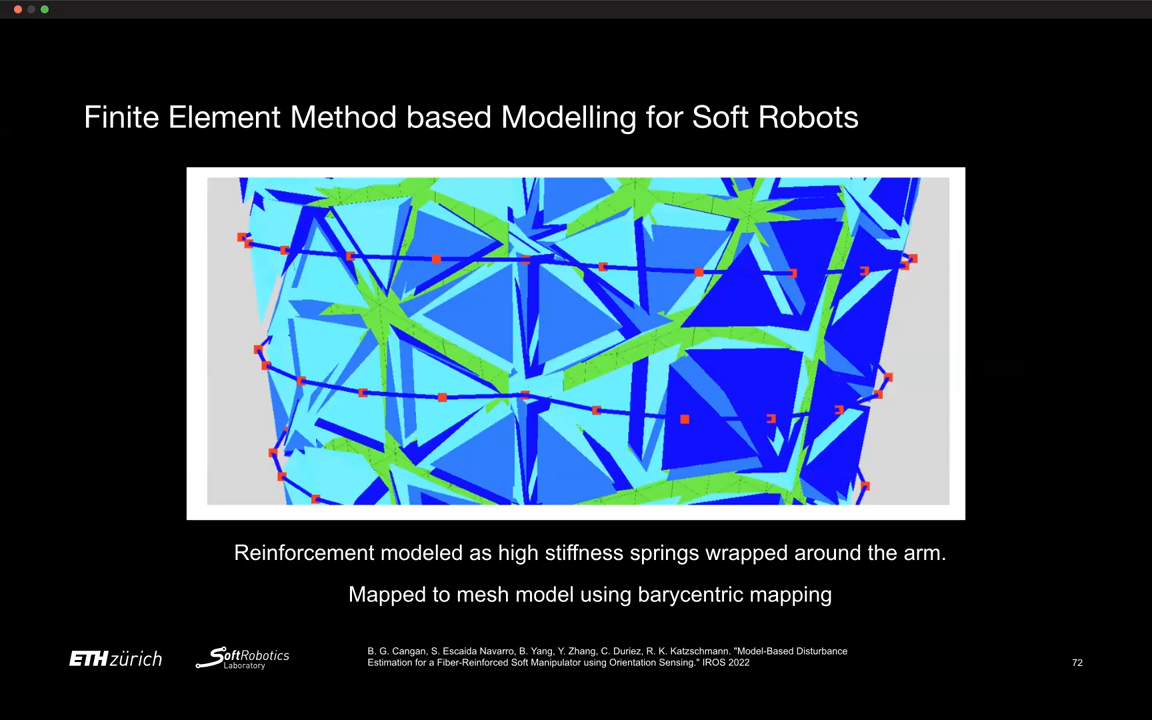 Finite Element Method based Modelling for Soft Robots
Reinforcement modeled as high stiffness springs wrapped around the arm.
Mapped to mesh model using barycentric mapping
ETH zürich
SoftRobotics
Laboratory
B. G. Cangan, S. Escaida Navarro, B. Yang, Y. Zhang, C. Duriez, R. K. Katzschmann. "Model-Based Disturbance
Estimation for a Fiber-Reinforced Soft Manipulator using Orientation Sensing." IROS 2022
72